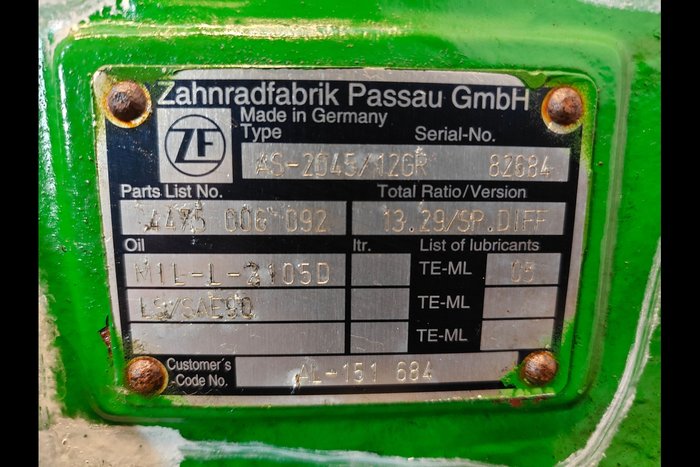 Zahnradfabrik Passau GmbH
ZF
Made in Germany
Type Serial-No.
AS-2045/12GR 82684
Parts List No. Total Ratio/Version
4475 006 092 13.29/SP.DIFF
Oil ltr. List of lubricants
MIL-L-2105D TE-ML 05
LS/SAE90 TE-ML
TE-ML
Customer's
-Code No. AL-151 684